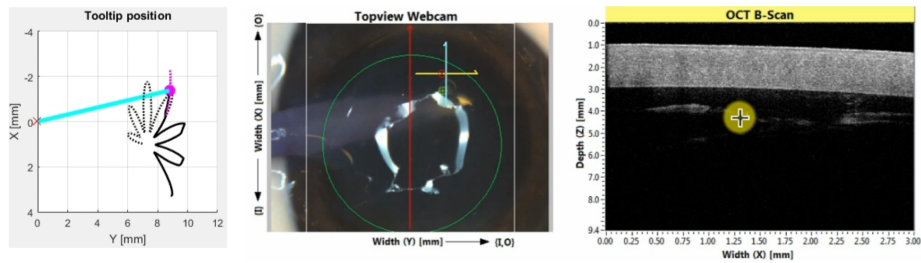 Tooltip position
-4
-2
0
2
4
X [mm]
0 2 4 6 8 10 12
Y [mm]
Topview Webcam
(O)
Width (X) [mm]
(I)
1
1
Width (Y) [mm] (I,O)
OCT B-Scan
0.0
1.0
2.0
3.0
4.0
5.0
6.0
7.0
8.0
9.4
Depth (Z) [mm]
0.00 0.25 0.50 0.75 1.00 1.25 1.50 1.75 2.00 2.25 2.50 2.75 3.00
Width (X) [mm]